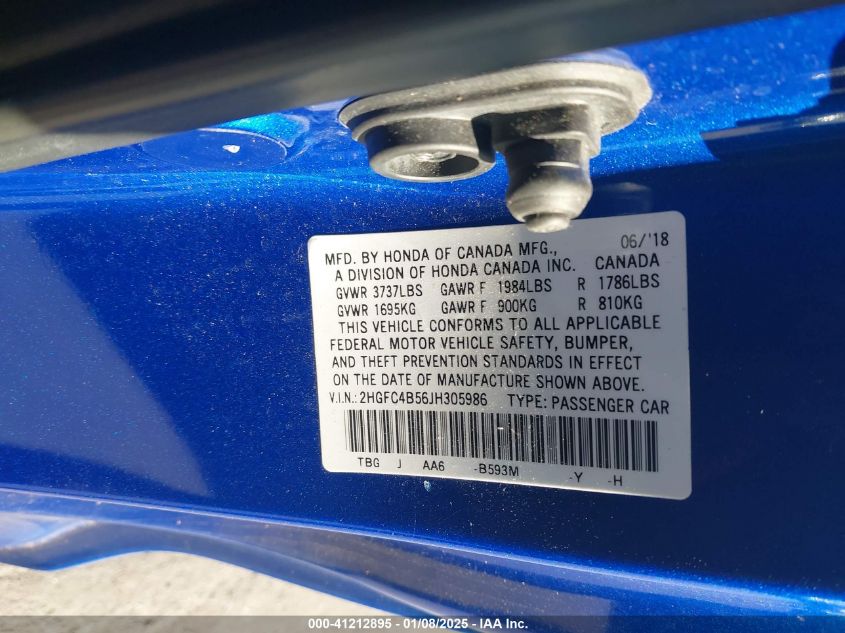 MFD. BY HONDA OF CANADA MFG., 06/'18
A DIVISION OF HONDA CANADA INC. CANADA
GVWR 3737LBS GAWR F 1984LBS R 1786LBS
GVWR 1695KG GAWR F 900KG R 810KG
THIS VEHICLE CONFORMS TO ALL APPLICABLE
FEDERAL MOTOR VEHICLE SAFETY, BUMPER,
AND THEFT PREVENTION STANDARDS IN EFFECT
ON THE DATE OF MANUFACTURE SHOWN ABOVE.
V.I.N.: 2HGFC4B56JH305986 TYPE: PASSENGER CAR
TBG J AA6 -B593M -Y -H
000-41212895 - 01/08/2025 - IAA Inc.